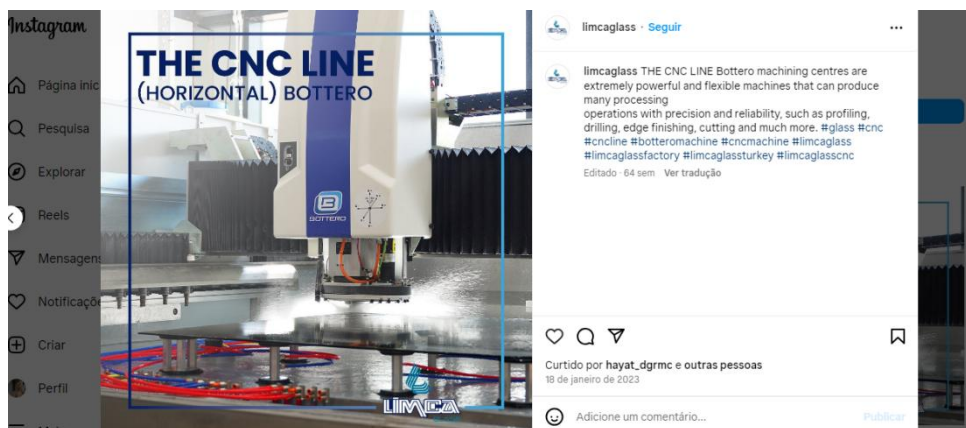 Instagram
Página inic
Pesquisa
Explorar
Reels
Mensagens
Notificaçõe
Criar
Perfil
THE CNC LINE
(HORIZONTAL) BOTTERO
BOTTERO
LİMCA
limcaglass · Seguir
limcaglass THE CNC LINE Bottero machining centres are
extremely powerful and flexible machines that can produce
many processing
operations with precision and reliability, such as profiling,
drilling, edge finishing, cutting and much more. #glass #cnc
#cncline #botteromachine #cncmachine #limcaglass
#limcaglassfactory #limcaglassturkey #limcaglasscnc
Editado · 64 sem Ver tradução
Curtido por hayat_dgrmc e outras pessoas
18 de janeiro de 2023
Adicione um comentário... Publicar